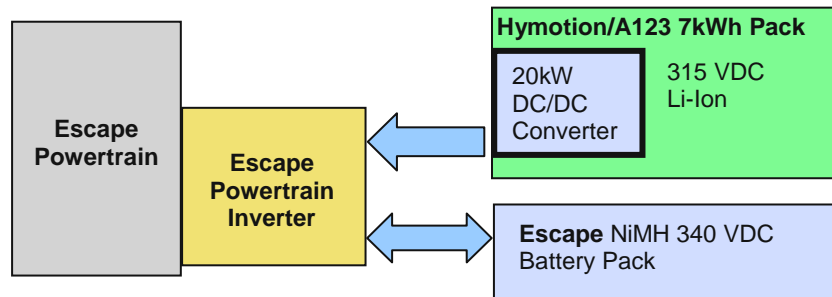 Hymotion/A123 7kWh Pack
20kW
DC/DC
Converter
315 VDC
Li-Ion
Escape
Powertrain
Escape
Powertrain
Inverter
Escape NiMH 340 VDC
Battery Pack